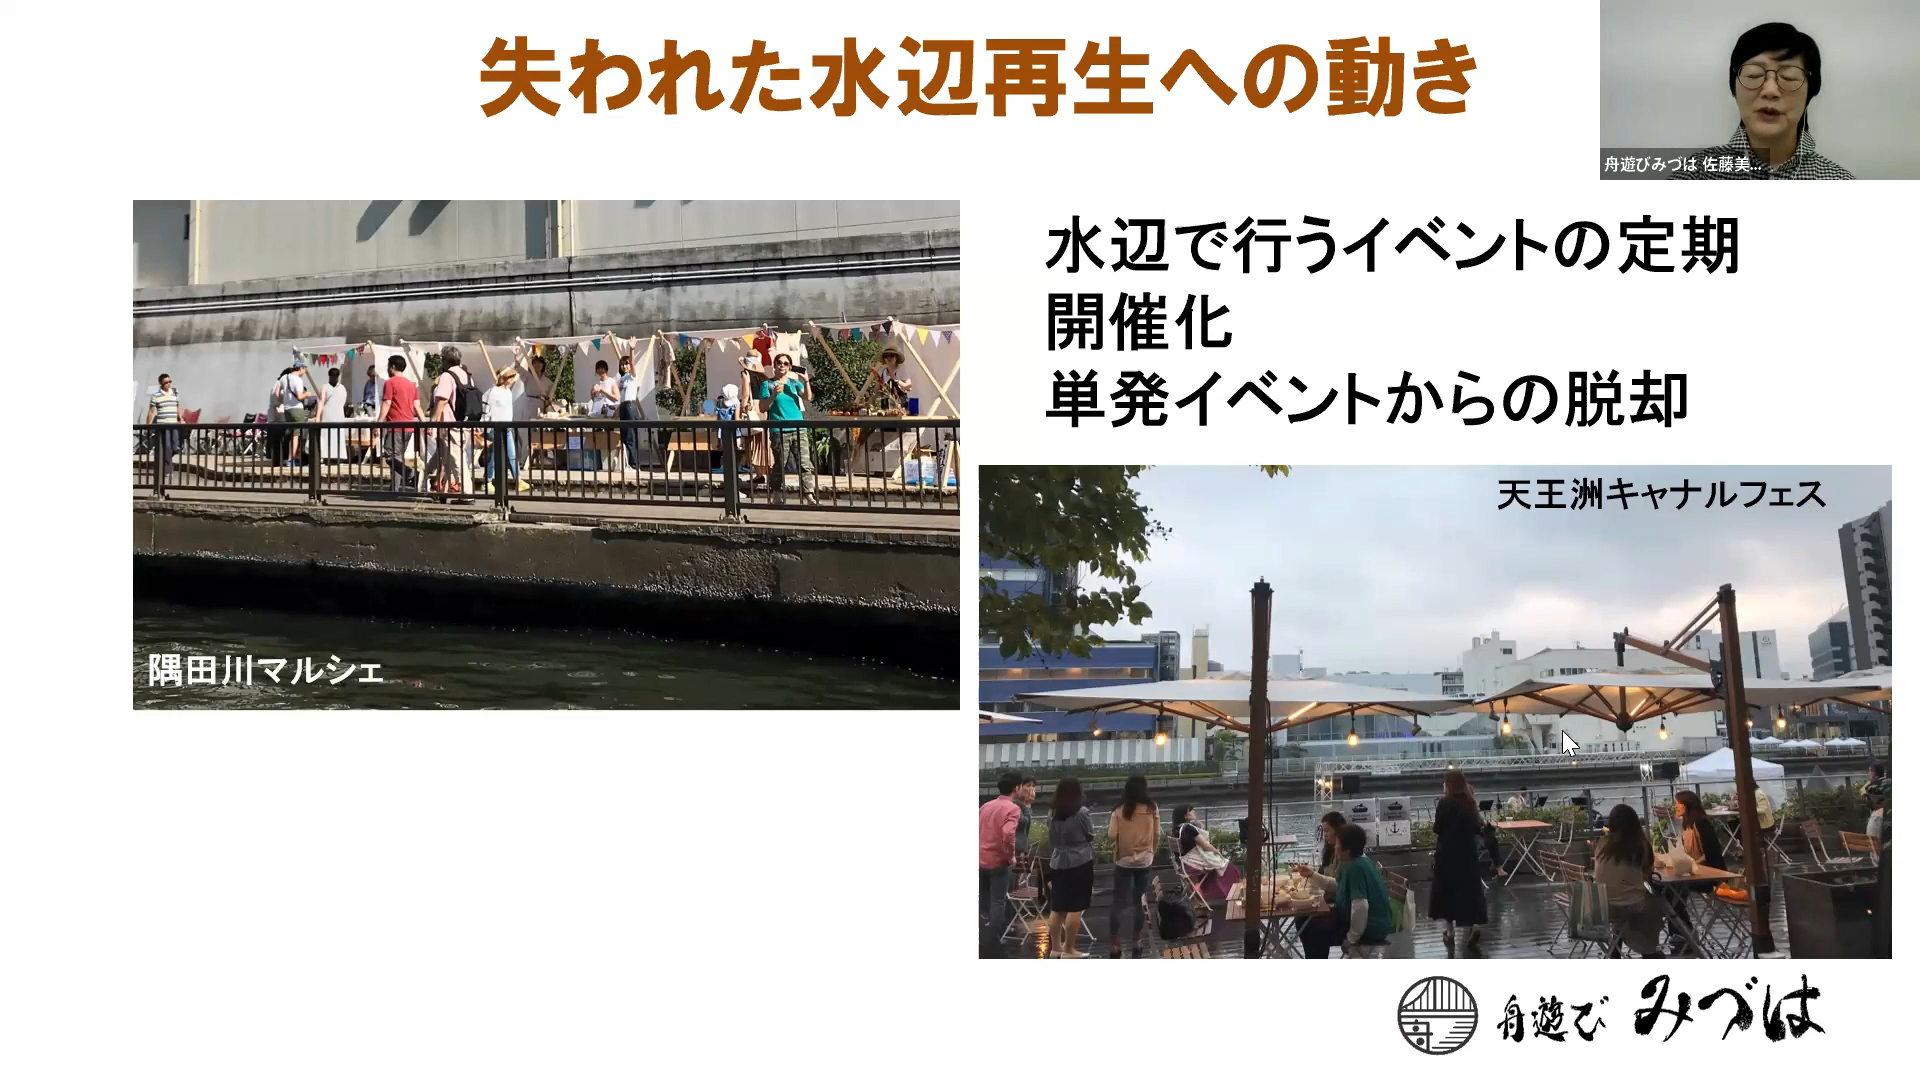 失われた水辺再生への動き
舟遊びみづは 佐藤美...
水辺で行うイベントの定期
開催化
単発イベントからの脱却
天王洲キャナルフェス
隅田川マルシェ
舟遊び みづは